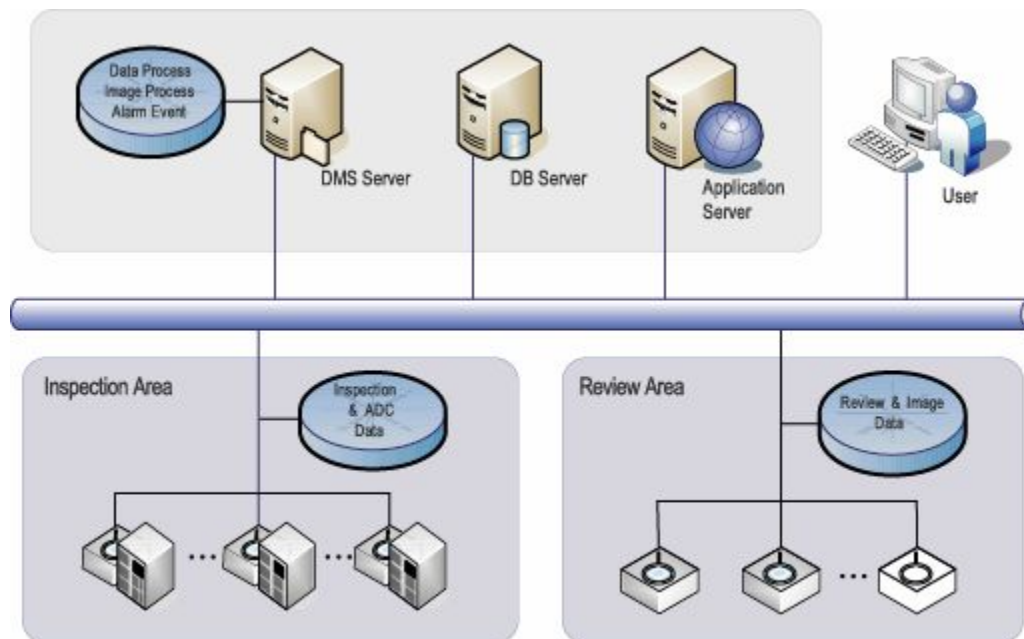 Data Process
Image Process
Alarm Event
DMS Server
DB Server
Application
Server
User
Inspection Area
Inspection
& ADC
Data
Review Area
Review & Image
Data